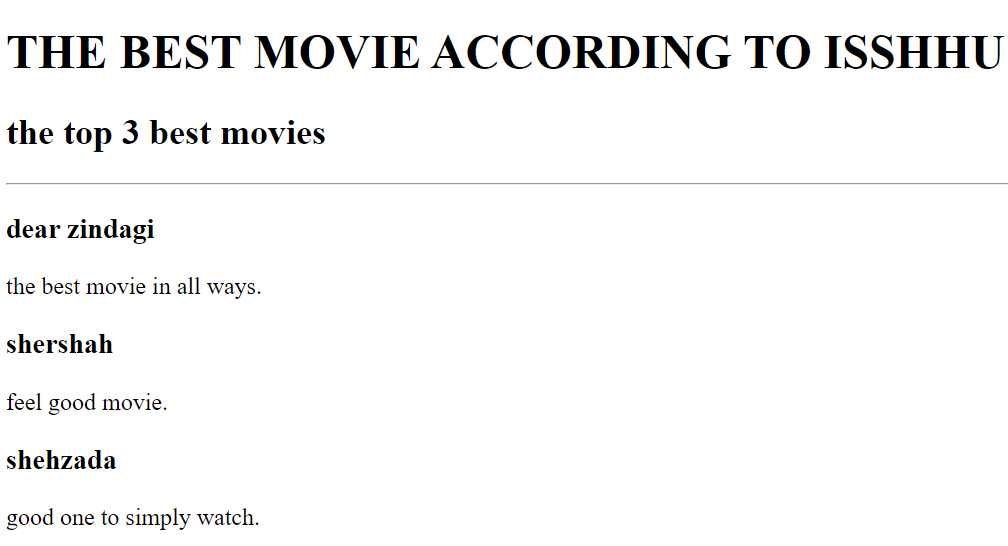 THE BEST MOVIE ACCORDING TO ISSHHU
the top 3 best movies
dear zindagi
the best movie in all ways.
shershah
feel good movie.
shehzada
good one to simply watch.